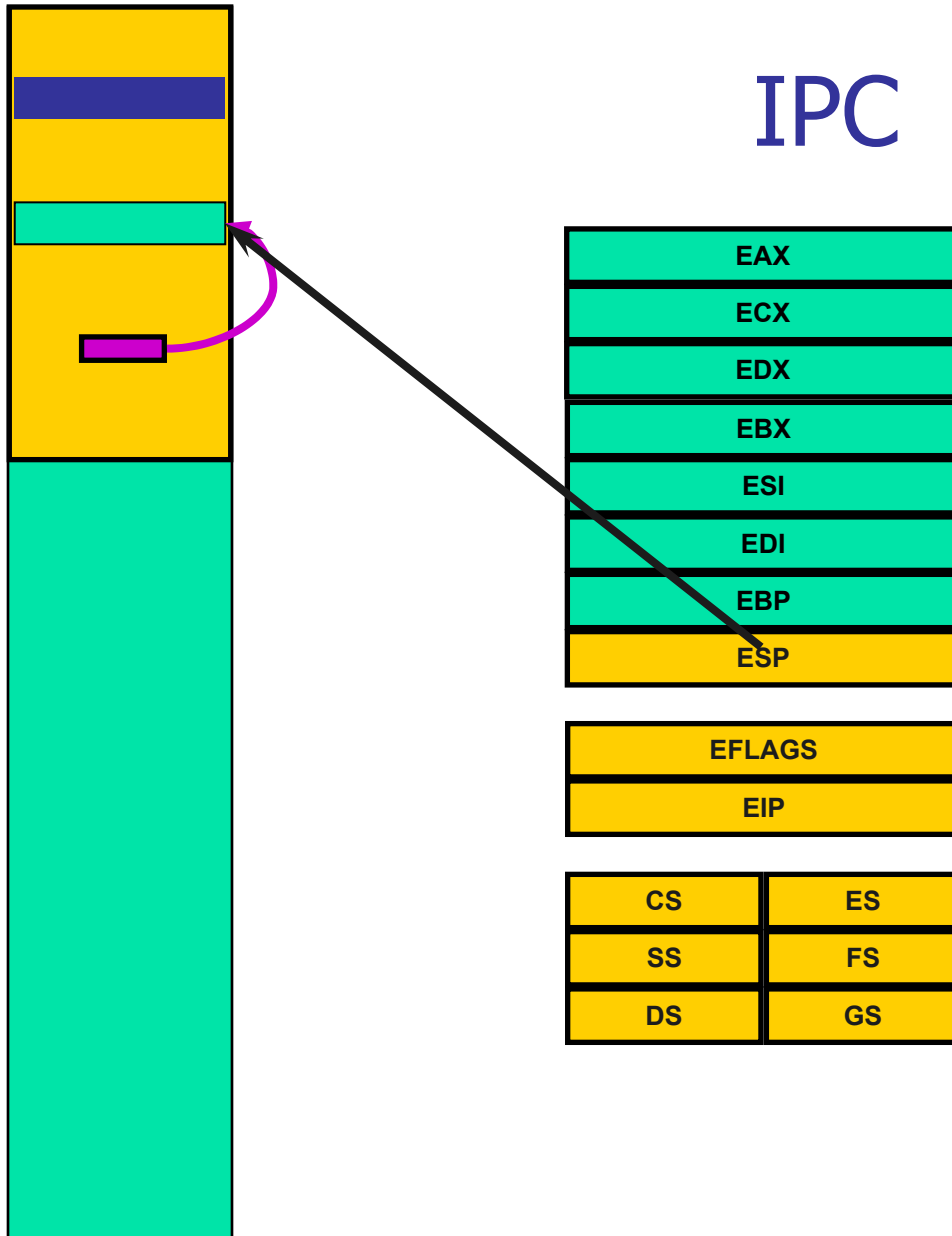 IPC
EAX
ECX
EDX
EBX
ESI
EDI
EBP
ESP
EFLAGS
EIP
CS ES
SS FS
DS GS